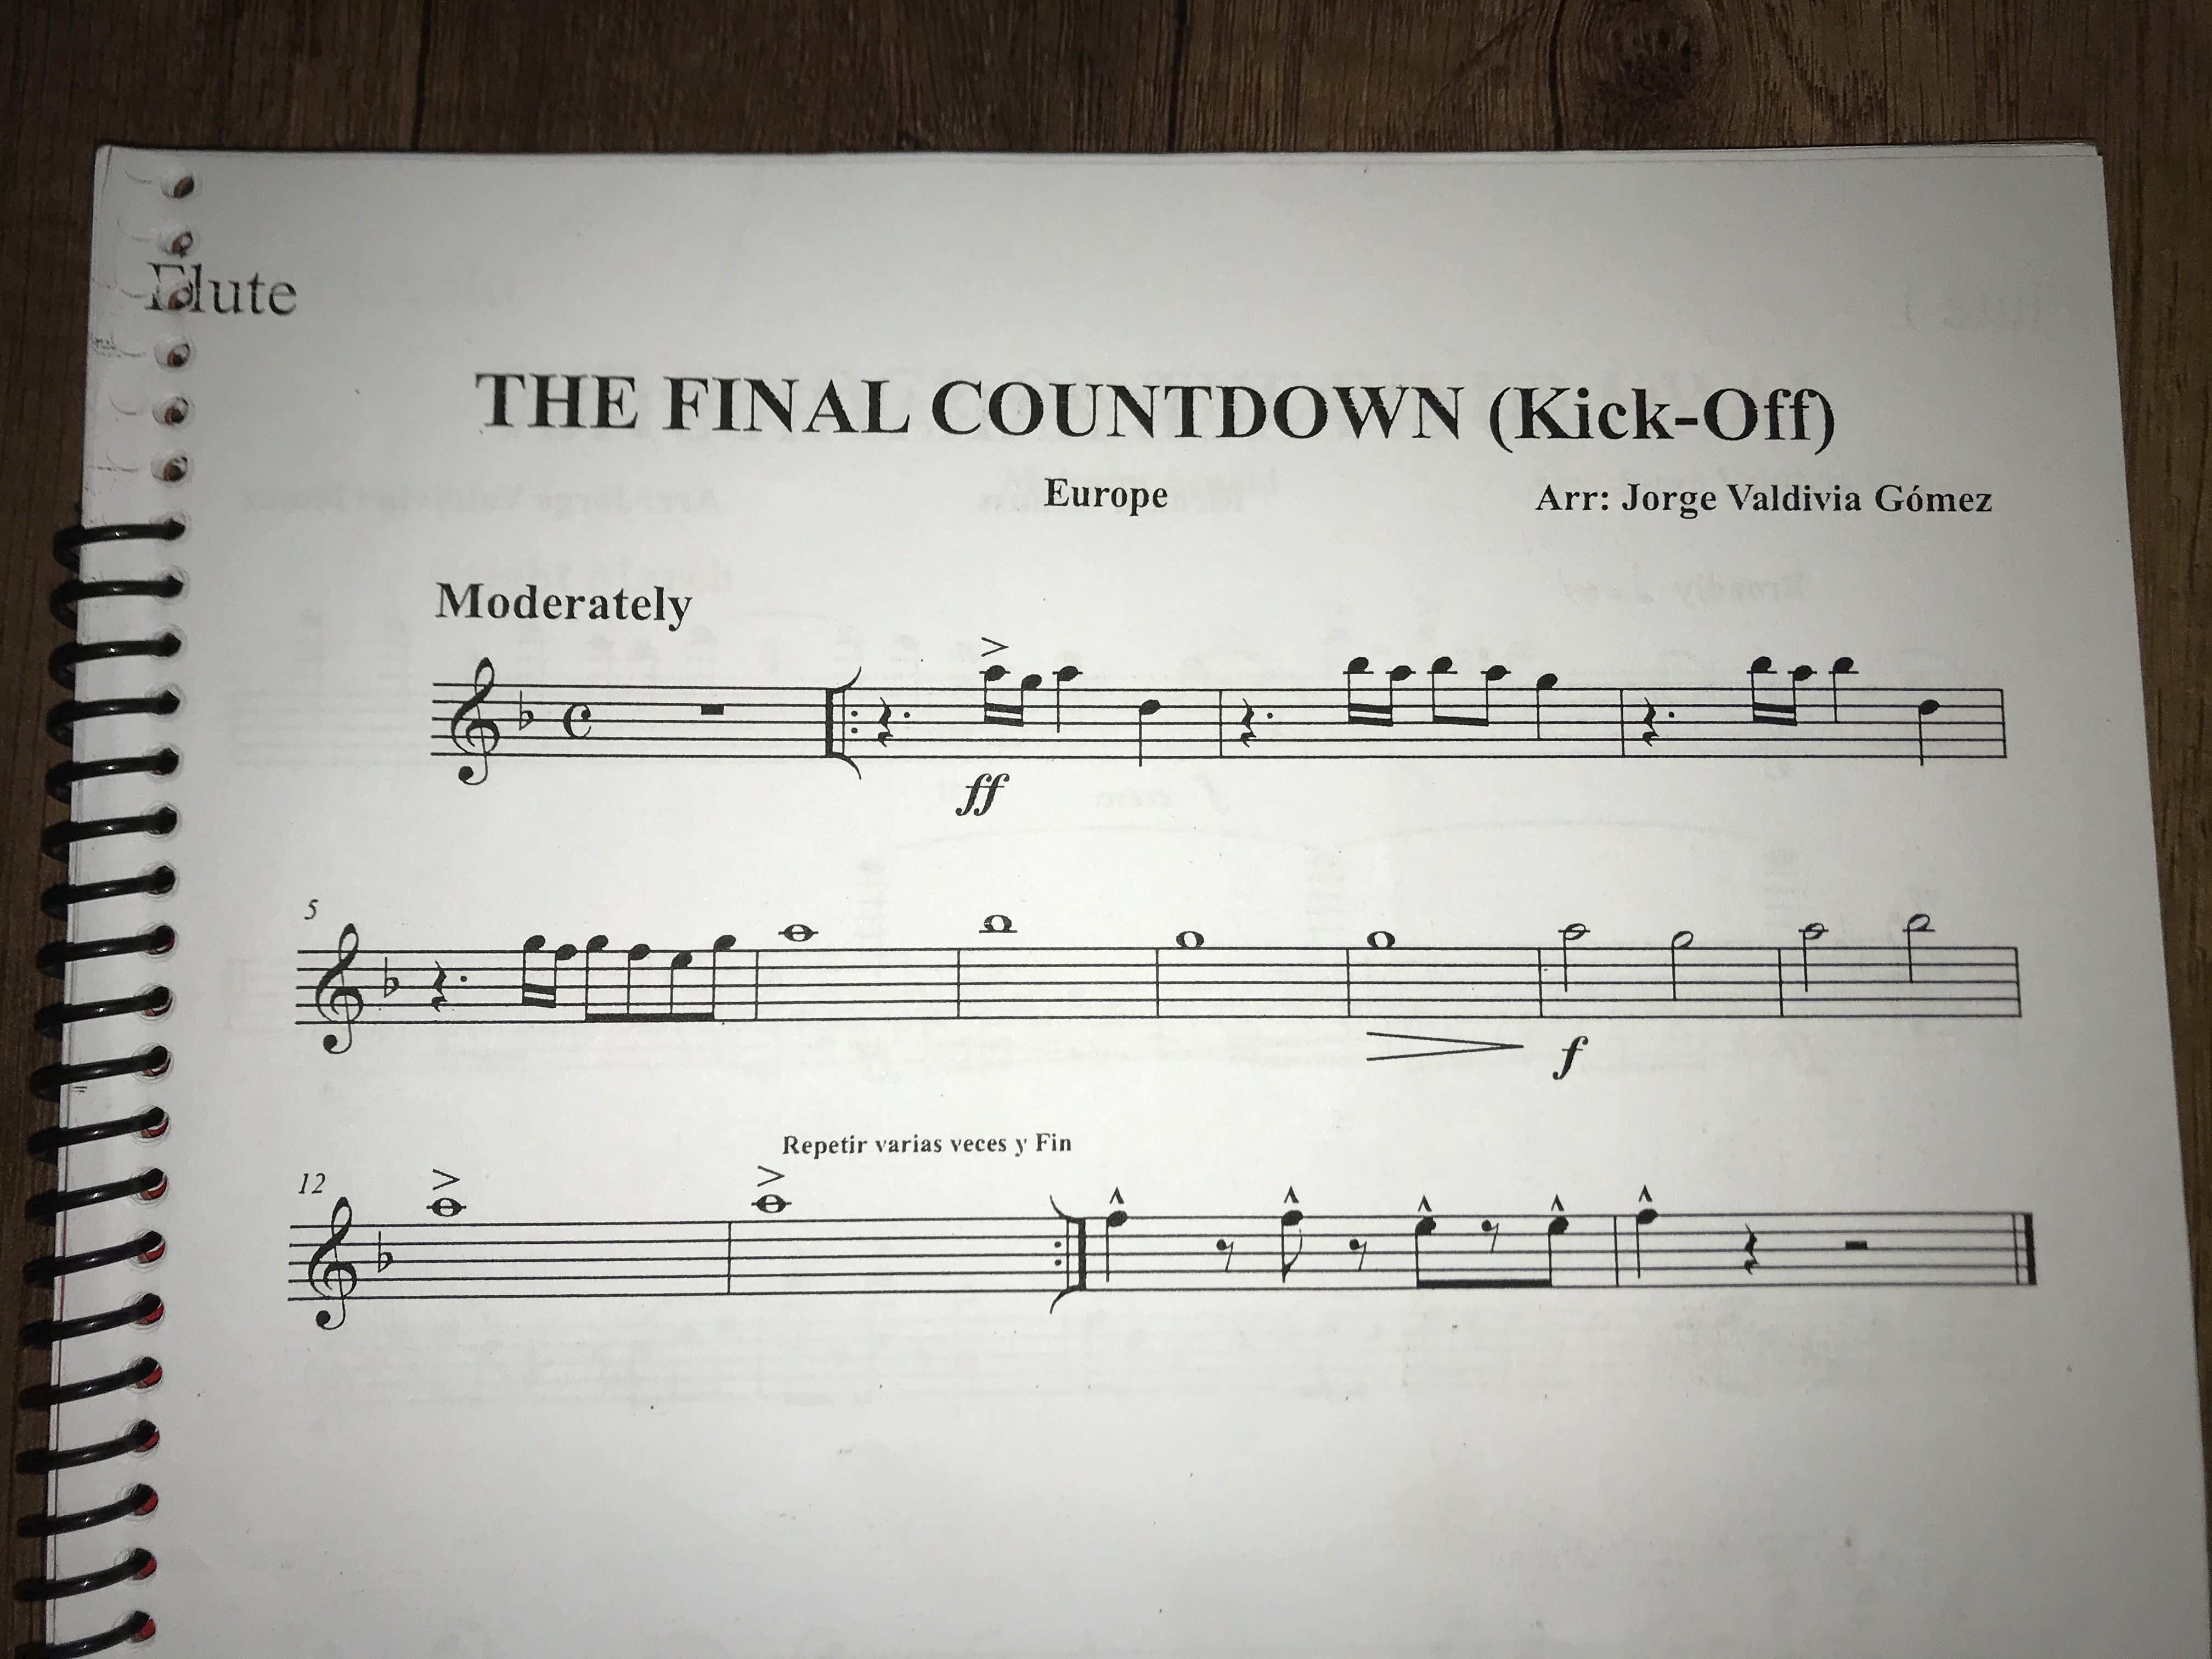 Flute
THE FINAL COUNTDOWN (Kick-Off)
Europe
Arr: Jorge Valdivia Gómez
Moderately
ff
5
f
12
Repetir varias veces y Fin